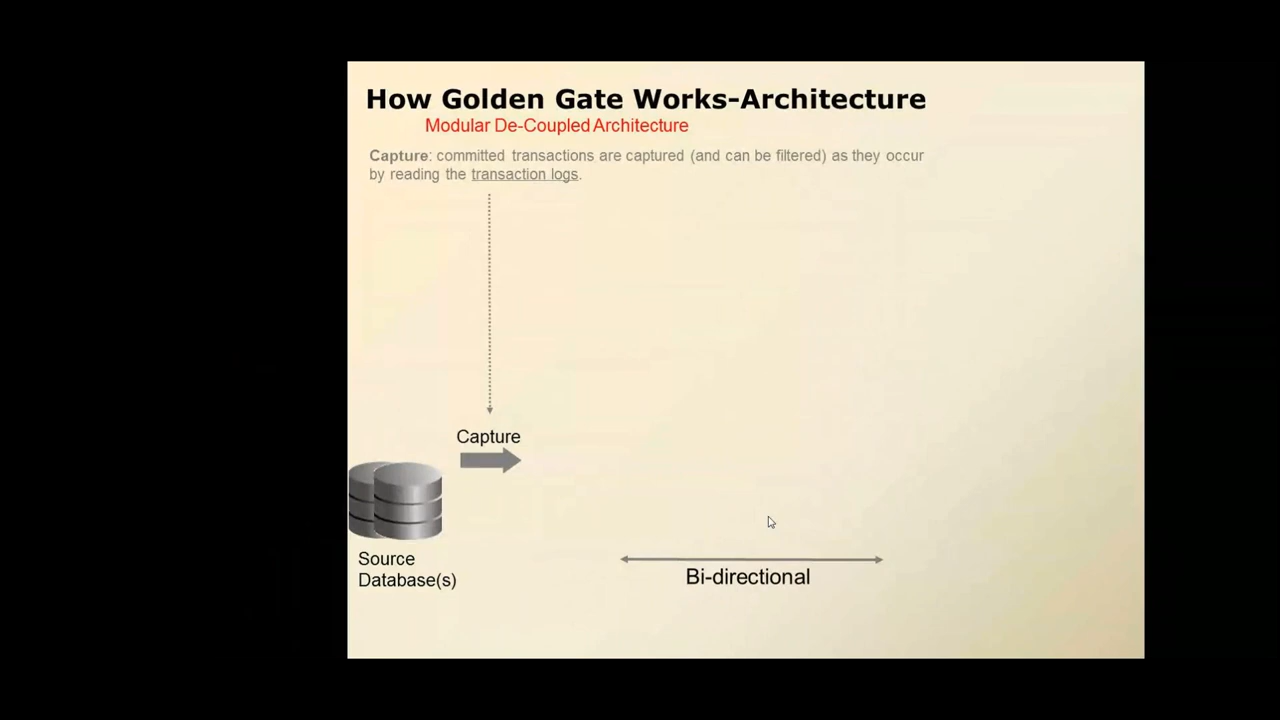 How Golden Gate Works-Architecture
Modular De-Coupled Architecture
Capture: committed transactions are captured (and can be filtered) as they occur
by reading the transaction logs.
Capture
Source
Database(s)
Bi-directional